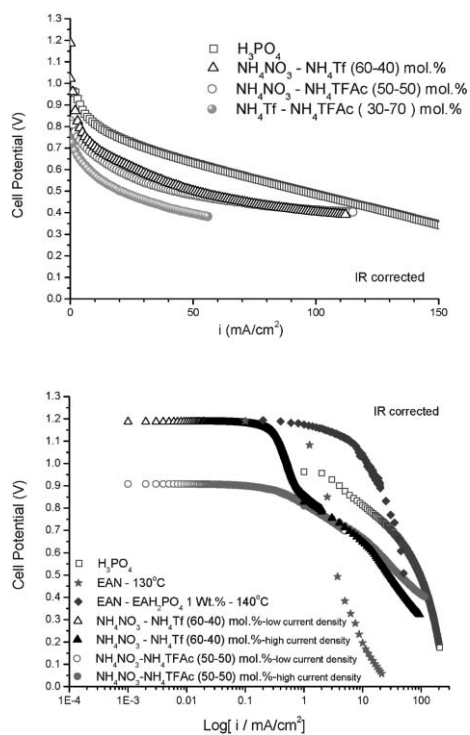 1.3
1.2
1.1
1.0
0.9
0.8
0.7
0.6
0.5
0.4
0.3
0.2
0.1
0.0
Cell Potential (V)
□ H₃PO₄
△ NH₄NO₃ - NH₄Tf (60-40) mol.%
○ NH₄NO₃ - NH₄TFAc (50-50) mol.%
● NH₄Tf - NH₄TFAc ( 30-70 ) mol.%
IR corrected
0 50 100 150
i (mA/cm²)
IR corrected
1.3
1.2
1.1
1.0
0.9
0.8
0.7
0.6
0.5
0.4
0.3
0.2
0.1
0.0
Cell Potential (V)
□ H₃PO₄
★ EAN - 130°C
◆ EAN - EAH₂PO₄ 1 Wt.% - 140°C
△ NH₄NO₃ - NH₄Tf (60-40) mol.%-low current density
▲ NH₄NO₃ - NH₄Tf (60-40) mol.%-high current density
○ NH₄NO₃-NH₄TFAc (50-50) mol.%-low current density
● NH₄NO₃-NH₄TFAc (50-50) mol.%-high current density
1E-4 1E-3 0.01 0.1 1 10 100
Log[ i / mA/cm²]